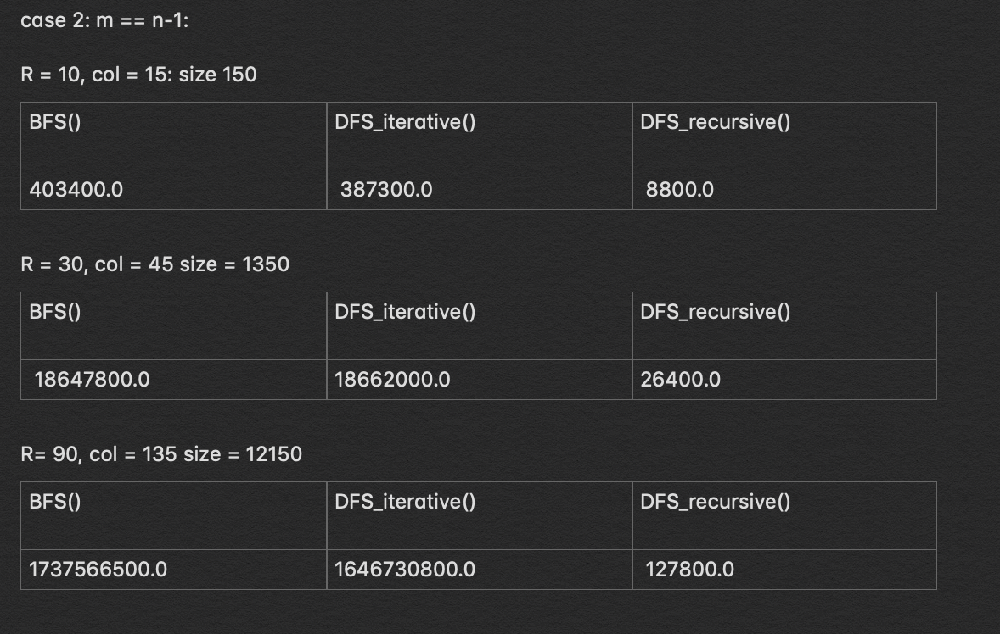 case 2: m == n-1:
R = 10, col = 15: size 150
BFS() DFS_iterative() DFS_recursive()
403400.0 387300.0 8800.0
R = 30, col = 45 size = 1350
BFS() DFS_iterative() DFS_recursive()
18647800.0 18662000.0 26400.0
R= 90, col = 135 size = 12150
BFS() DFS_iterative() DFS_recursive()
1737566500.0 1646730800.0 127800.0